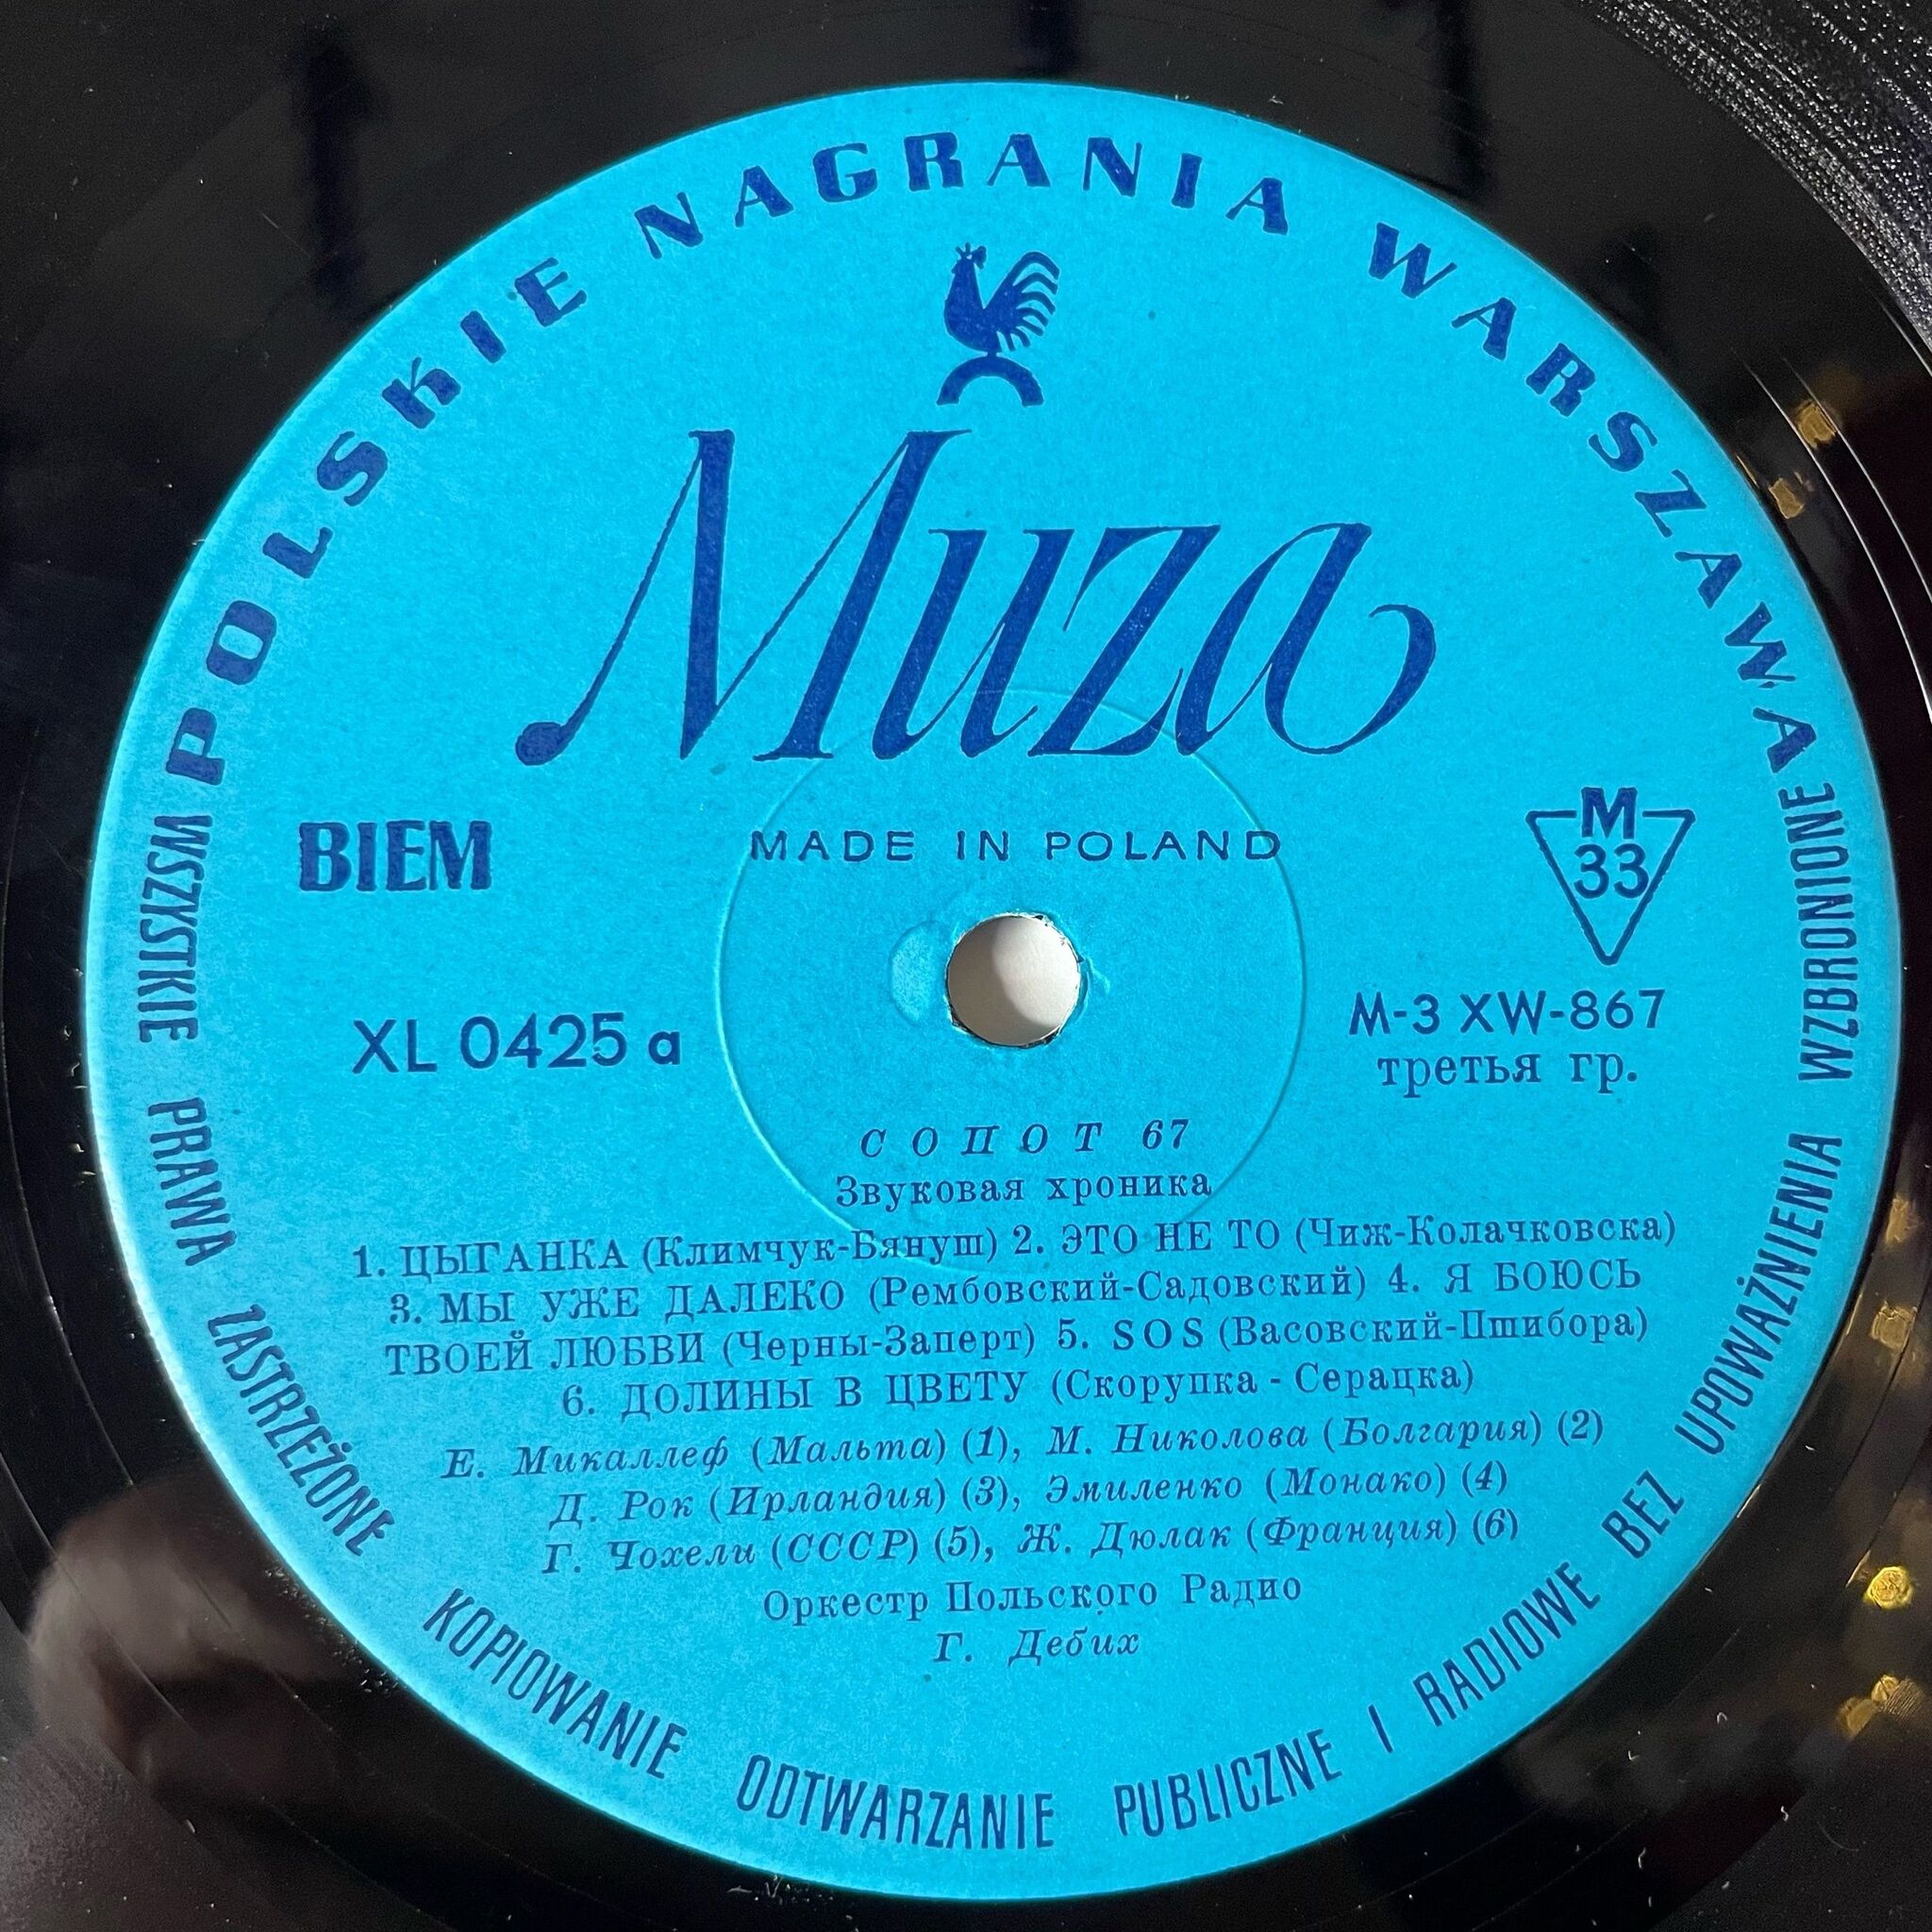 POLSKIE NAGRANIA WARSZAWA
Muza
BIEM
MADE IN POLAND
M
33
XL 0425 a
M-3 XW-867
третья гр.
СОПОТ 67
Звуковая хроника
1. ЦЫГАНКА (Климчук-Бянуш) 2. ЭТО НЕ ТО (Чиж-Колачковска)
3. МЫ УЖЕ ДАЛЕКО (Рембовский-Садовский) 4. Я БОЮСЬ
ТВОЕЙ ЛЮБВИ (Черны-Заперт) 5. SOS (Васовский-Пшибора)
6. ДОЛИНЫ В ЦВЕТУ (Скорупка - Серацка)
Е. Микаллеф (Мальта) (1), М. Николова (Болгария) (2)
Д. Рок (Ирландия) (3), Эмиленко (Монако) (4)
Г. Чохели (СССР) (5), Ж. Дюлак (Франция) (6)
Оркестр Польского Радио
Г. Дебих
WSZYSTKIE PRAWA ZASTRZEŻONE KOPIOWANIE ODTWARZANIE PUBLICZNE I RADIOWE BEZ UPOWAŻNIENIA WZBRONIONE